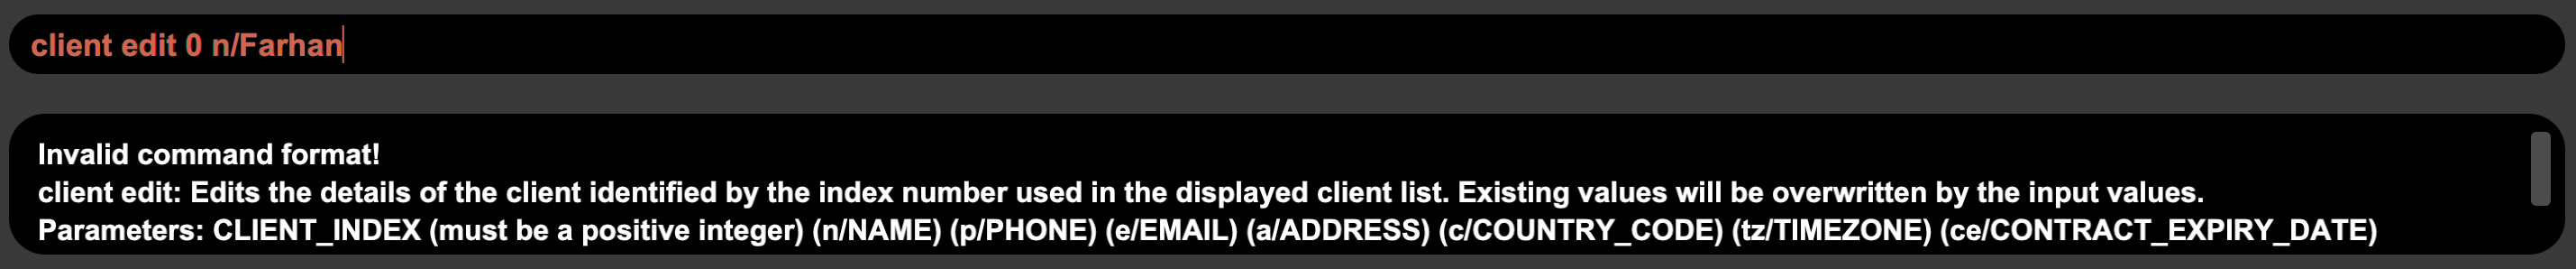 client edit 0 n/Farhan
Invalid command format!
client edit: Edits the details of the client identified by the index number used in the displayed client list. Existing values will be overwritten by the input values.
Parameters: CLIENT_INDEX (must be a positive integer) (n/NAME) (p/PHONE) (e/EMAIL) (a/ADDRESS) (c/COUNTRY_CODE) (tz/TIMEZONE) (ce/CONTRACT_EXPIRY_DATE)